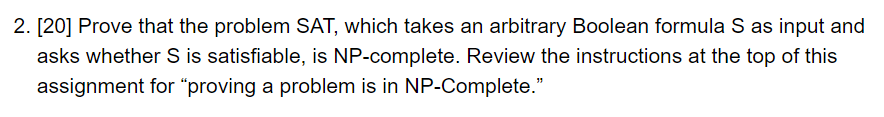 2. [20] Prove that the problem SAT, which takes an arbitrary Boolean formula S as input and
asks whether S is satisfiable, is NP-complete. Review the instructions at the top of this
assignment for “proving a problem is in NP-Complete.”